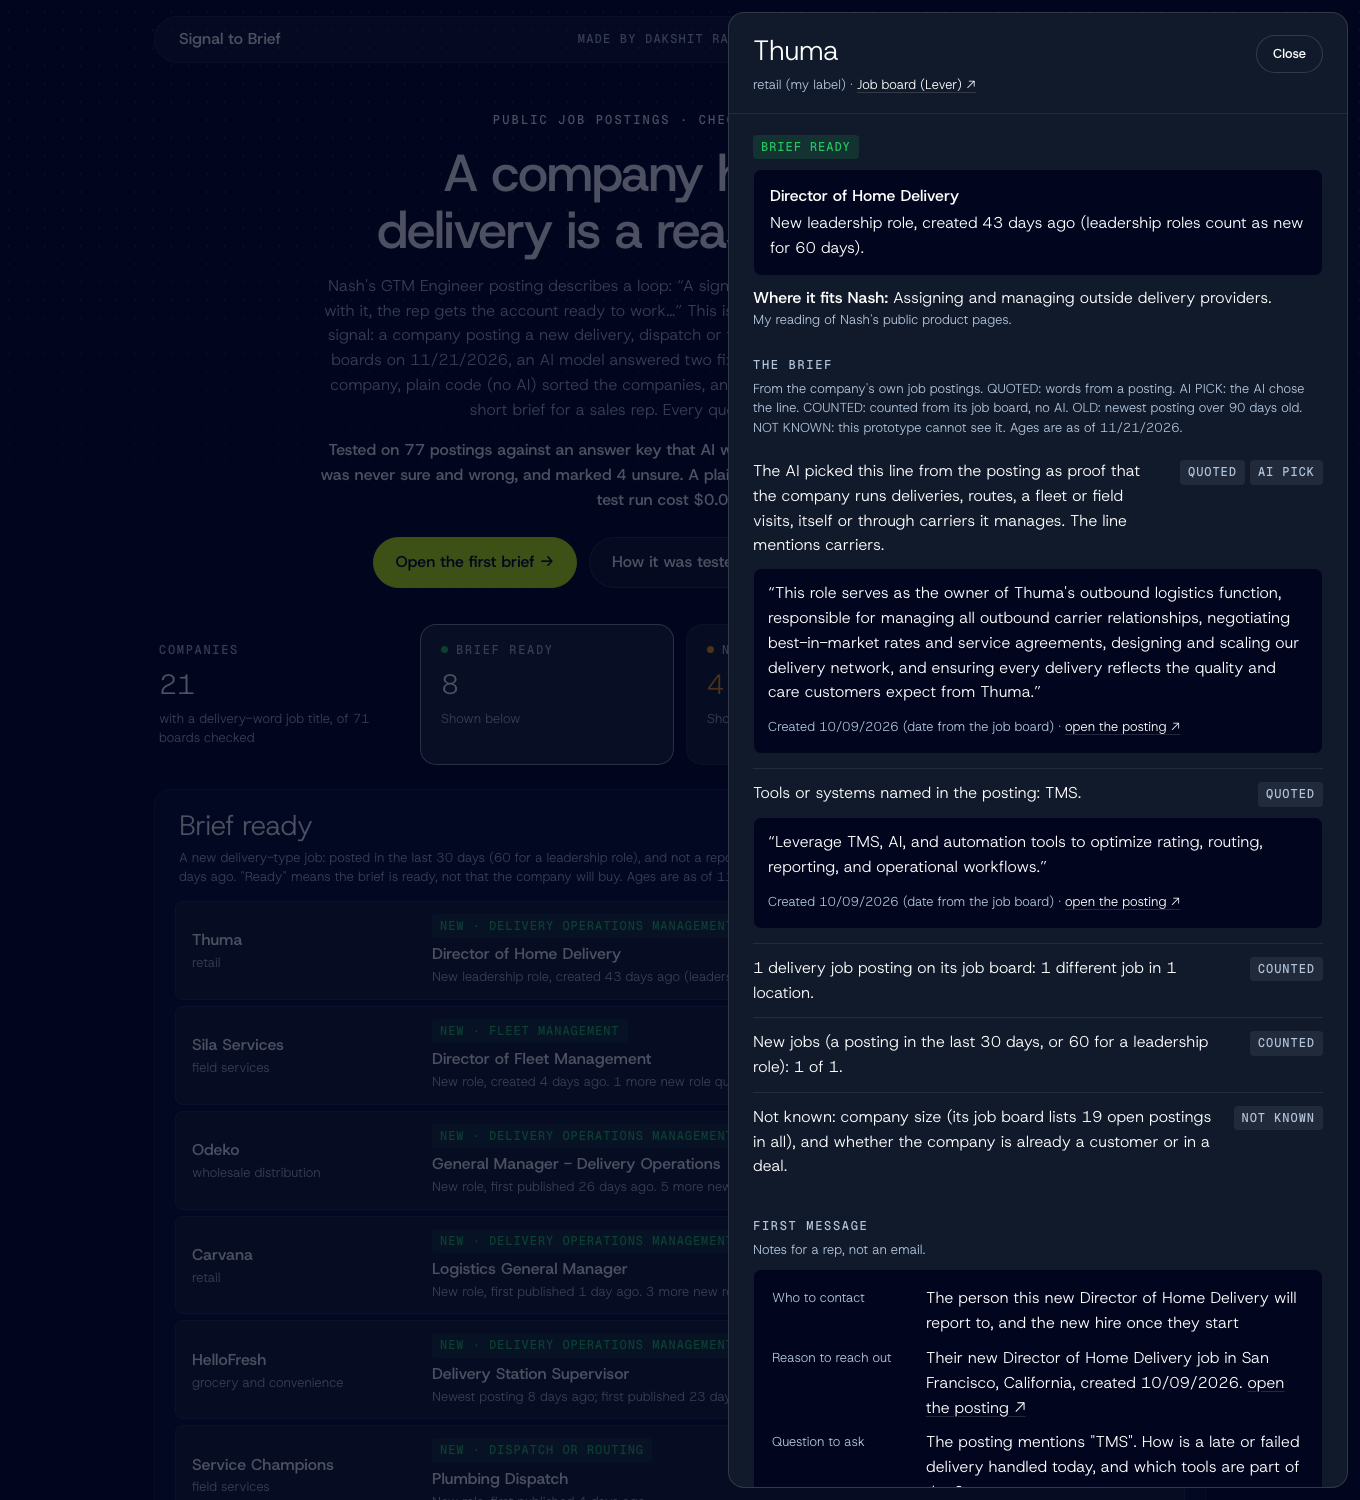 Signal to Brief
MADE BY DAKSHIT RA
PUBLIC JOB POSTINGS · CHE
A company h
delivery is a rea
Nash's GTM Engineer posting describes a loop: “A sign
with it, the rep gets the account ready to work…” This is
signal: a company posting a new delivery, dispatch or
boards on 11/21/2026, an AI model answered two fi
company, plain code (no AI) sorted the companies, an
short brief for a sales rep. Every quo
Tested on 77 postings against an answer key that AI w
was never sure and wrong, and marked 4 unsure. A plai
test run cost $0.0
Open the first brief →
How it was teste
COMPANIES
21
with a delivery-word job title, of 71
boards checked
BRIEF READY
8
Shown below
N
4
Sho
Brief ready
A new delivery-type job: posted in the last 30 days (60 for a leadership role), and not a repo
days ago. "Ready" means the brief is ready, not that the company will buy. Ages are as of 11
Thuma
retail
NEW · DELIVERY OPERATIONS MANAGEMENT
Director of Home Delivery
New leadership role, created 43 days ago (leaders
Sila Services
field services
NEW · FLEET MANAGEMENT
Director of Fleet Management
New role, created 4 days ago. 1 more new role qu
Odeko
wholesale distribution
NEW · DELIVERY OPERATIONS MANAGEMENT
General Manager - Delivery Operations
New role, first published 26 days ago. 5 more new
Carvana
retail
NEW · DELIVERY OPERATIONS MANAGEMENT
Logistics General Manager
New role, first published 1 day ago. 3 more new r
HelloFresh
grocery and convenience
NEW · DELIVERY OPERATIONS MANAGEMENT
Delivery Station Supervisor
Newest posting 8 days ago; first published 23 day
Service Champions
field services
NEW · DISPATCH OR ROUTING
Plumbing Dispatch
Thuma
retail (my label) · Job board (Lever) ↗
Close
BRIEF READY
Director of Home Delivery
New leadership role, created 43 days ago (leadership roles count as new
for 60 days).
Where it fits Nash: Assigning and managing outside delivery providers.
My reading of Nash's public product pages.
THE BRIEF
From the company's own job postings. QUOTED: words from a posting. AI PICK: the AI chose
the line. COUNTED: counted from its job board, no AI. OLD: newest posting over 90 days old.
NOT KNOWN: this prototype cannot see it. Ages are as of 11/21/2026.
The AI picked this line from the posting as proof that
the company runs deliveries, routes, a fleet or field
visits, itself or through carriers it manages. The line
mentions carriers.
QUOTED
AI PICK
“This role serves as the owner of Thuma's outbound logistics function,
responsible for managing all outbound carrier relationships, negotiating
best-in-market rates and service agreements, designing and scaling our
delivery network, and ensuring every delivery reflects the quality and
care customers expect from Thuma.”
Created 10/09/2026 (date from the job board) · open the posting ↗
Tools or systems named in the posting: TMS.
QUOTED
“Leverage TMS, AI, and automation tools to optimize rating, routing,
reporting, and operational workflows.”
Created 10/09/2026 (date from the job board) · open the posting ↗
1 delivery job posting on its job board: 1 different job in 1
location.
COUNTED
New jobs (a posting in the last 30 days, or 60 for a leadership
role): 1 of 1.
COUNTED
Not known: company size (its job board lists 19 open postings
in all), and whether the company is already a customer or in a
deal.
NOT KNOWN
FIRST MESSAGE
Notes for a rep, not an email.
Who to contact
The person this new Director of Home Delivery will
report to, and the new hire once they start
Reason to reach out
Their new Director of Home Delivery job in San
Francisco, California, created 10/09/2026. open
the posting ↗
Question to ask
The posting mentions "TMS". How is a late or failed
delivery handled today, and which tools are part of